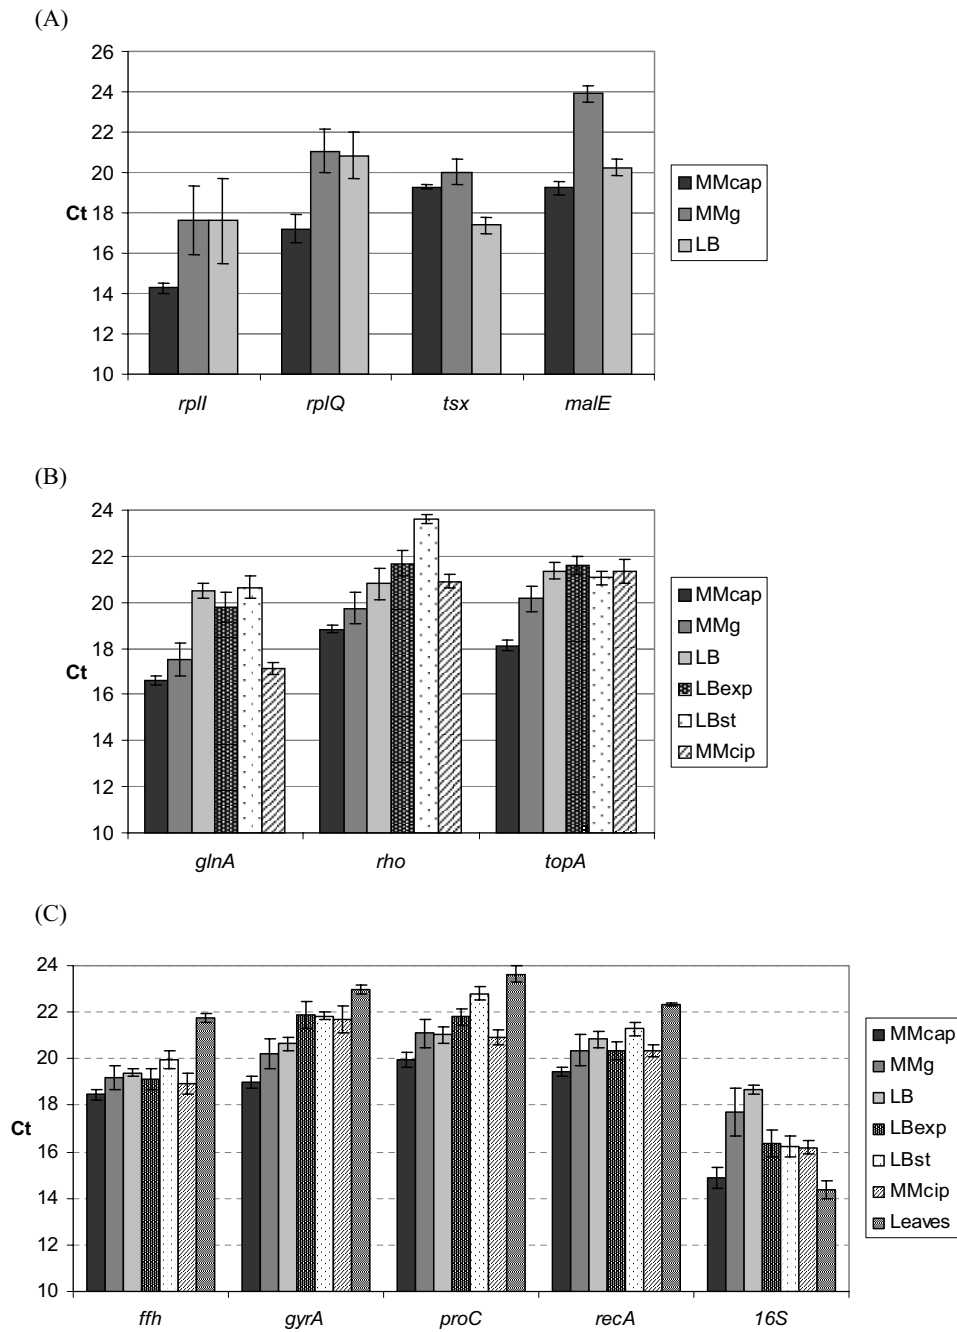 (A)
26
24
22
20
18
16
14
12
10
Ct
rplI
rplQ
tsx
malE
MMcap
MMg
LB
(B)
24
22
20
18
16
14
12
10
Ct
glnA
rho
topA
MMcap
MMg
LB
LBexp
LBst
MMcip
(C)
24
22
20
18
16
14
12
10
Ct
ffh
gyrA
proC
recA
16S
MMcap
MMg
LB
LBexp
LBst
MMcip
Leaves